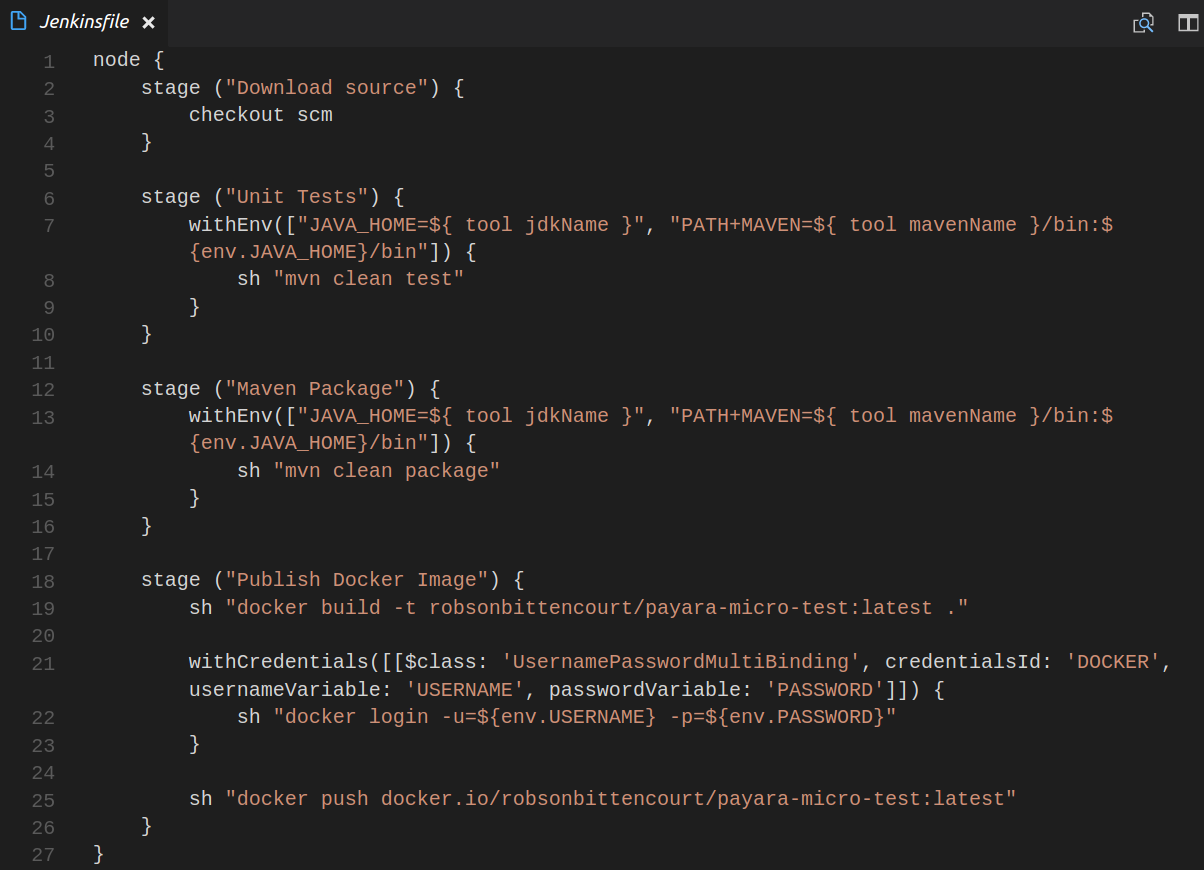 Jenkinsfile ×
1 node {
2     stage ("Download source") {
3         checkout scm
4     }
5
6     stage ("Unit Tests") {
7         withEnv(["JAVA_HOME=${ tool jdkName }", "PATH+MAVEN=${ tool mavenName }/bin:$
        {env.JAVA_HOME}/bin"]) {
8             sh "mvn clean test"
9         }
10     }
11
12     stage ("Maven Package") {
13         withEnv(["JAVA_HOME=${ tool jdkName }", "PATH+MAVEN=${ tool mavenName }/bin:$
        {env.JAVA_HOME}/bin"]) {
14             sh "mvn clean package"
15         }
16     }
17
18     stage ("Publish Docker Image") {
19         sh "docker build -t robsonbittencourt/payara-micro-test:latest ."
20
21         withCredentials([[$class: 'UsernamePasswordMultiBinding', credentialsId: 'DOCKER',
        usernameVariable: 'USERNAME', passwordVariable: 'PASSWORD']]) {
22             sh "docker login -u=${env.USERNAME} -p=${env.PASSWORD}"
23         }
24
25         sh "docker push docker.io/robsonbittencourt/payara-micro-test:latest"
26     }
27 }